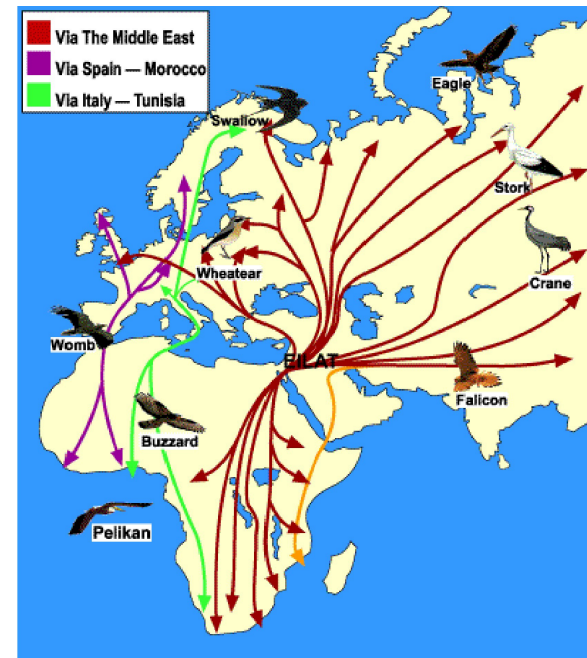 Via The Middle East
Via Spain — Morocco
Via Italy — Tunisia
Eagle
Swallow
Stork
Wheatear
Crane
Womb
EILAT
Falicon
Buzzard
Pelikan